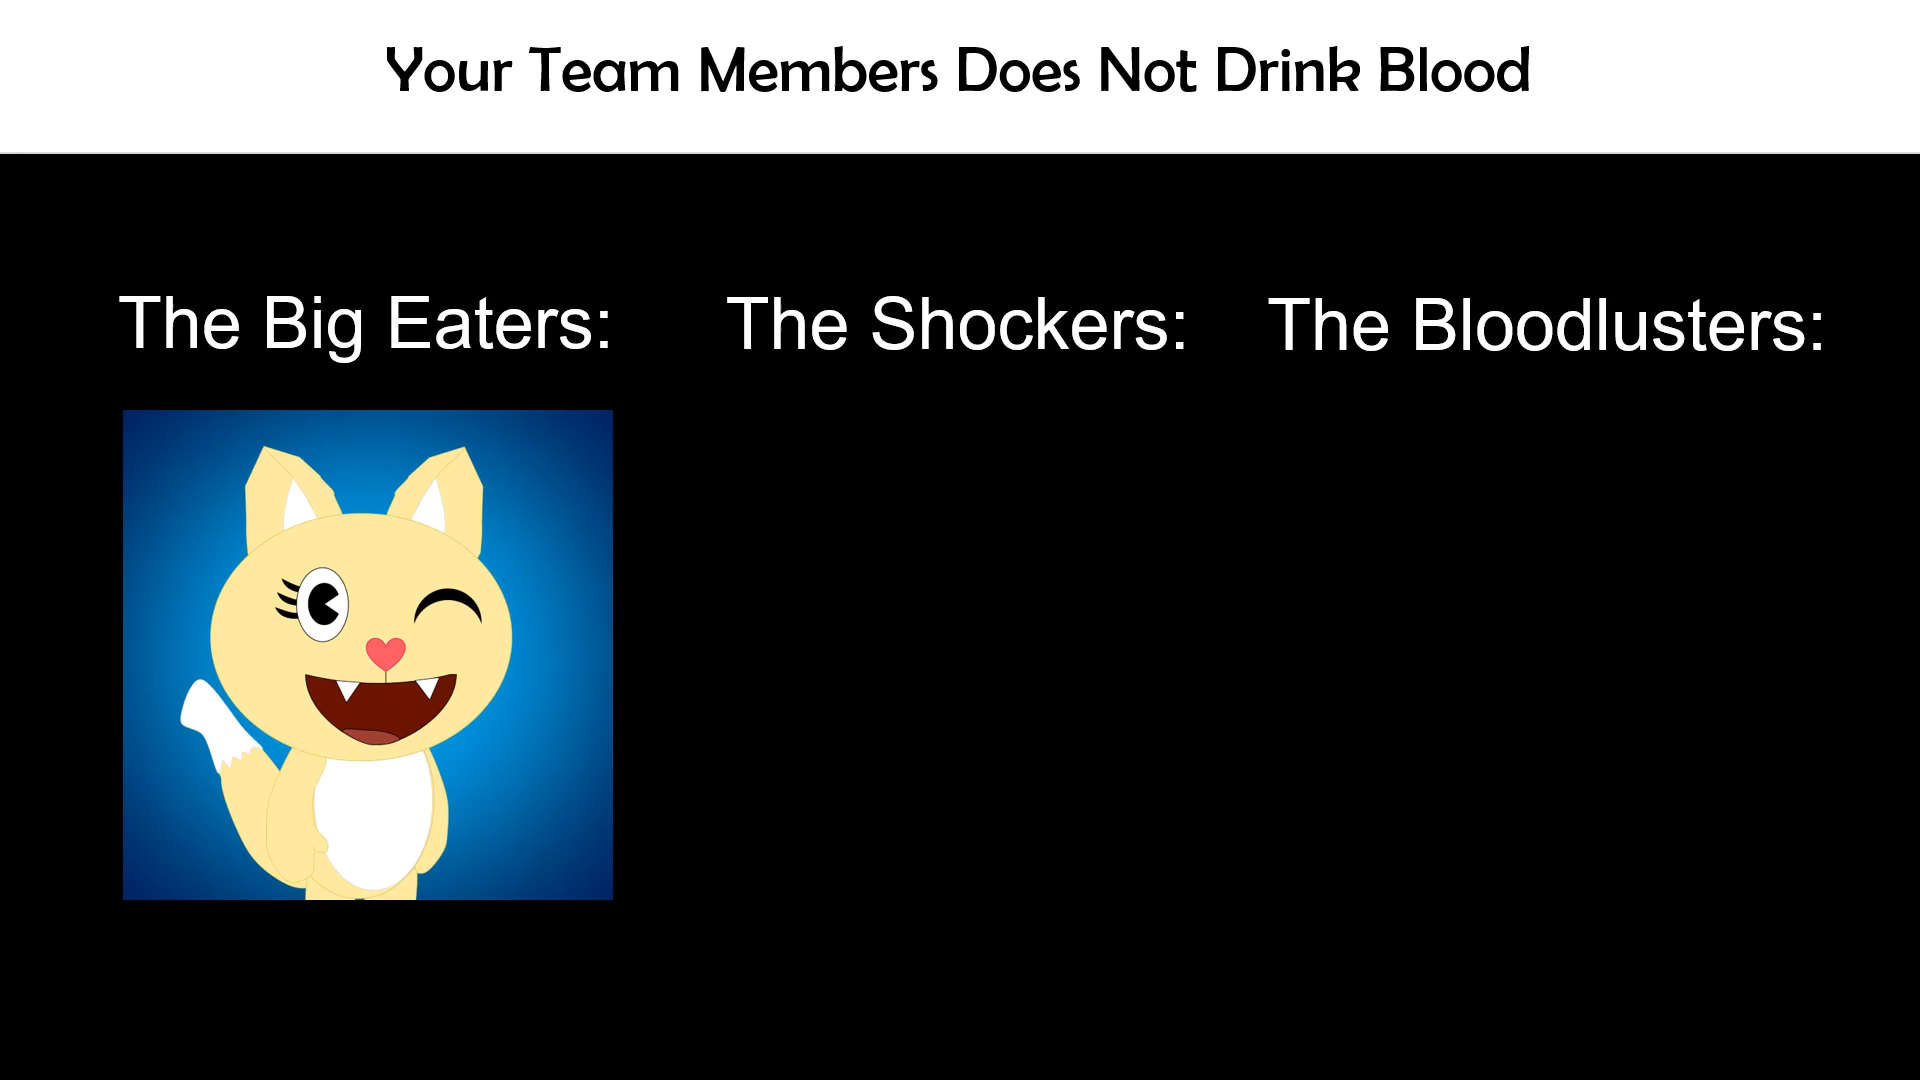 Your Team Members Does Not Drink Blood
The Big Eaters:
The Shockers:
The Bloodlusters: